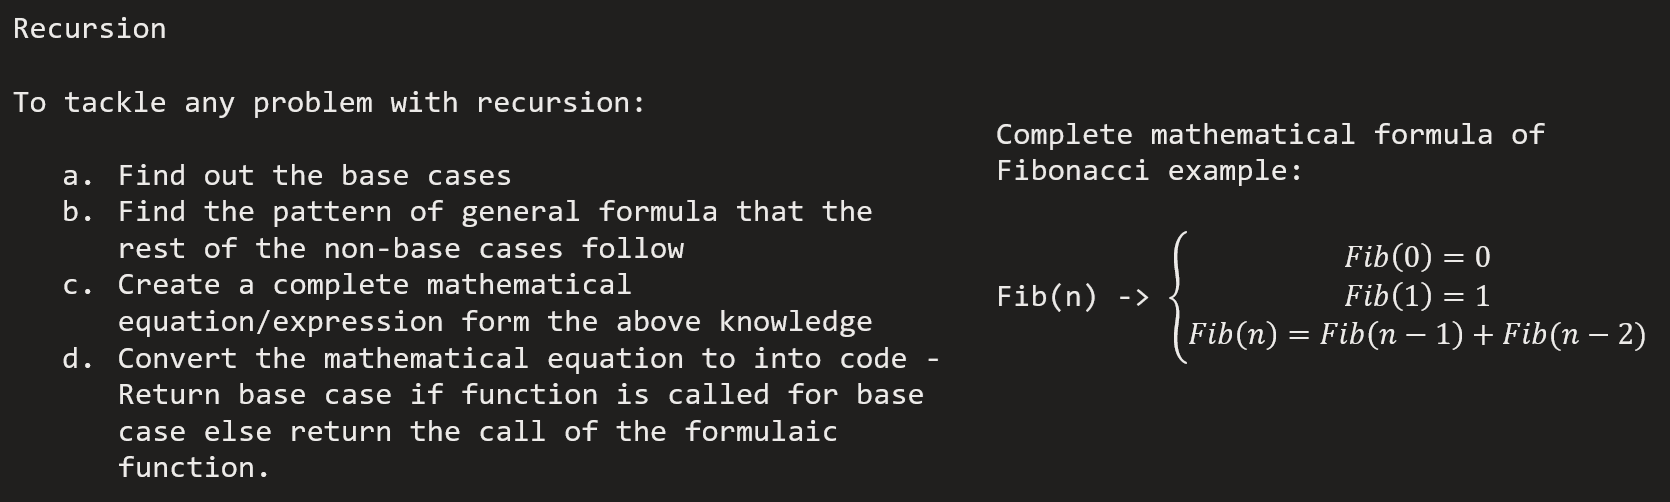 Recursion
To tackle any problem with recursion:
a. Find out the base cases
b. Find the pattern of general formula that the
rest of the non-base cases follow
c. Create a complete mathematical
equation/expression form the above knowledge
d. Convert the mathematical equation to into code -
Return base case if function is called for base
case else return the call of the formulaic
function.
Complete mathematical formula of
Fibonacci example:
Fib(0) = 0
Fib(n) -> { Fib(1) = 1
Fib(n) = Fib(n − 1) + Fib(n − 2)